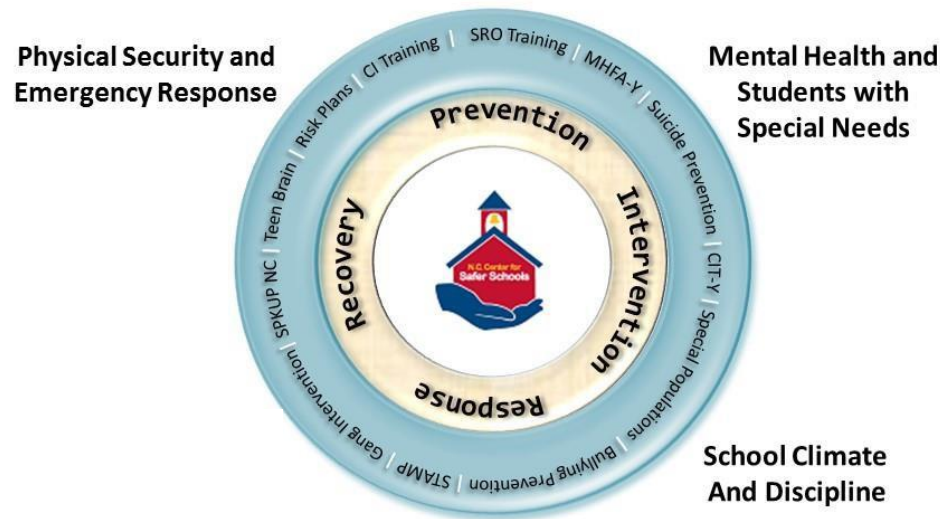 Physical Security and
Emergency Response
Mental Health and
Students with
Special Needs
School Climate
And Discipline
SRO Training | MHFA-Y | Suicide Prevention | CIT-Y | Special Populations | Bullying Prevention | STAMP | Gang Intervention | SPKUP NC | Teen Brain | Risk Plans | CI Training |
Prevention
Intervention
Response
Recovery
N.C. Center for
Safer Schools